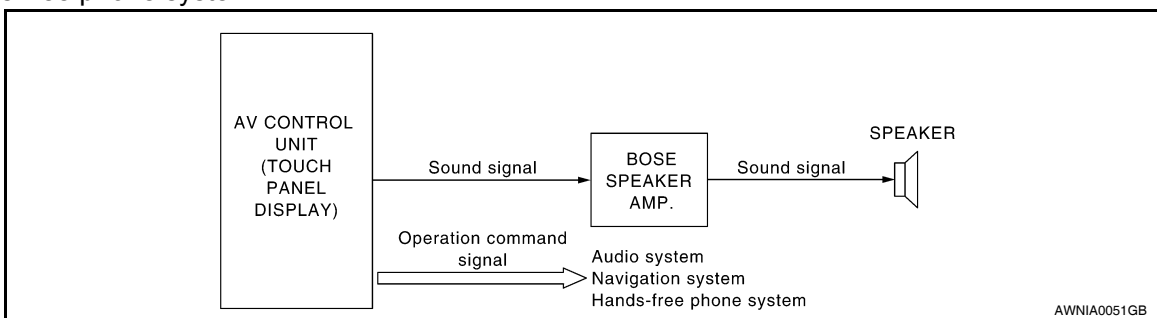 AV CONTROL
UNIT
(TOUCH
PANEL
DISPLAY)
Sound signal
BOSE
SPEAKER
AMP.
Sound signal
SPEAKER
Operation command
signal
Audio system
Navigation system
Hands-free phone system
AWNIA0051GB